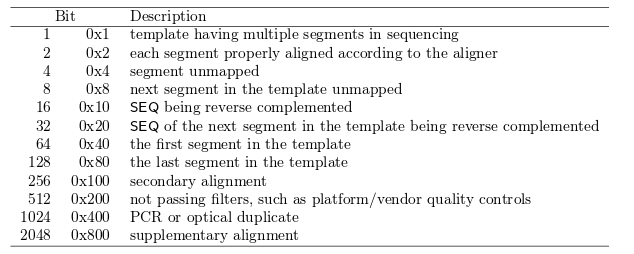 Bit Description
1 0x1 template having multiple segments in sequencing
2 0x2 each segment properly aligned according to the aligner
4 0x4 segment unmapped
8 0x8 next segment in the template unmapped
16 0x10 SEQ being reverse complemented
32 0x20 SEQ of the next segment in the template being reverse complemented
64 0x40 the first segment in the template
128 0x80 the last segment in the template
256 0x100 secondary alignment
512 0x200 not passing filters, such as platform/vendor quality controls
1024 0x400 PCR or optical duplicate
2048 0x800 supplementary alignment